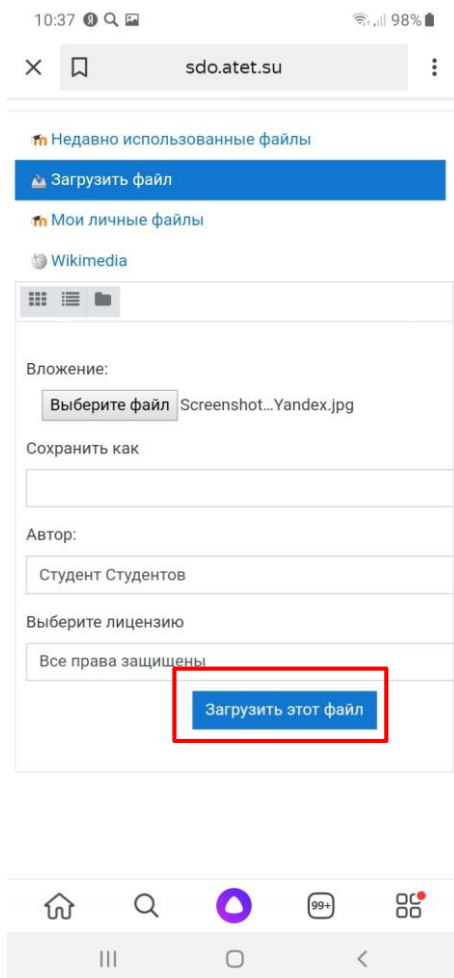 10:37 98%
sdo.atet.su
Недавно использованные файлы
Загрузить файл
Мои личные файлы
Wikimedia
Вложение:
Выберите файл Screenshot...Yandex.jpg
Сохранить как
Автор:
Студент Студентов
Выберите лицензию
Все права защищены
Загрузить этот файл
99+